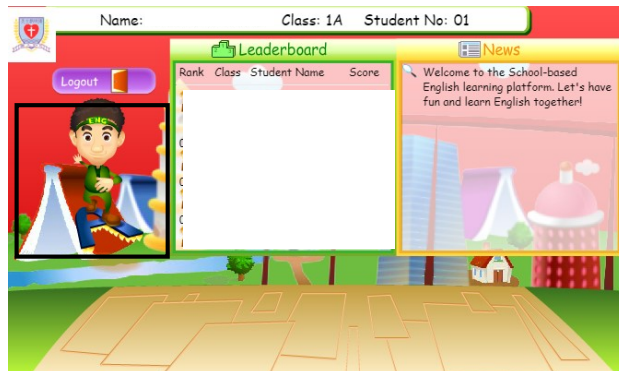 Name: Class: 1A Student No: 01
Leaderboard
News
Logout
Rank Class Student Name Score
Welcome to the School-based
English learning platform. Let's have
fun and learn English together!
ENG